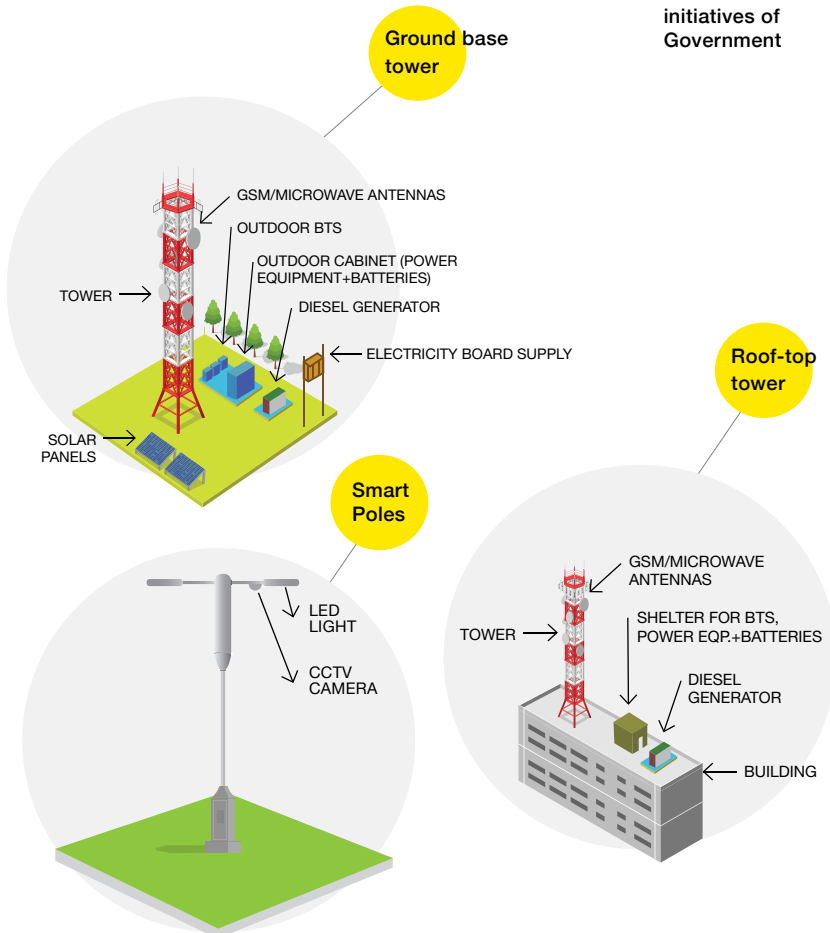 initiatives of
Government
Ground base
tower
GSM/MICROWAVE ANTENNAS
OUTDOOR BTS
OUTDOOR CABINET (POWER
EQUIPMENT+BATTERIES)
TOWER
DIESEL GENERATOR
ELECTRICITY BOARD SUPPLY
SOLAR
PANELS
Roof-top
tower
Smart
Poles
LED
LIGHT
CCTV
CAMERA
GSM/MICROWAVE
ANTENNAS
SHELTER FOR BTS,
POWER EQP.+BATTERIES
TOWER
DIESEL
GENERATOR
BUILDING